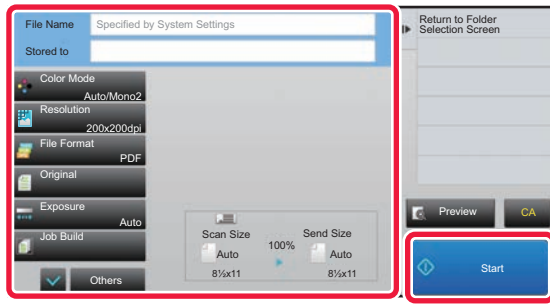 File Name
Specified by System Settings
Stored to
Color Mode
Auto/Mono2
Resolution
200x200dpi
File Format
PDF
Original
Exposure
Auto
Job Build
Others
Scan Size
Auto
8½x11
100%
Send Size
Auto
8½x11
Return to Folder
Selection Screen
Preview
CA
Start